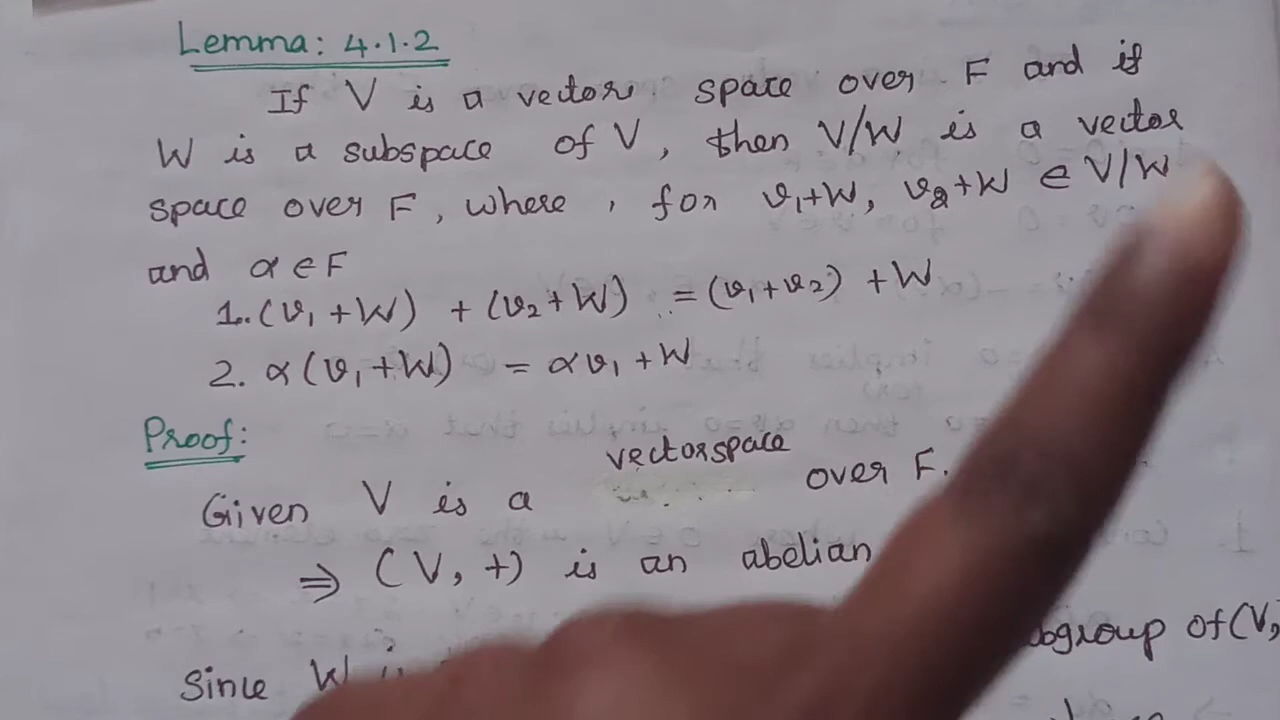 Lemma: 4.1.2
If V is a vector space over F and if
W is a subspace of V, then V/W is a vector
space over F, where, for v₁+W, v₂+W ∈ V/W
and α ∈ F
1. (v₁ + W) + (v₂ + W) = (v₁ + v₂) + W
2. α (v₁ + W) = αv₁ + W
Proof:
Given V is a vectorspace over F.
⇒ (V, +) is an abelian
Since W is subgroup of (V,